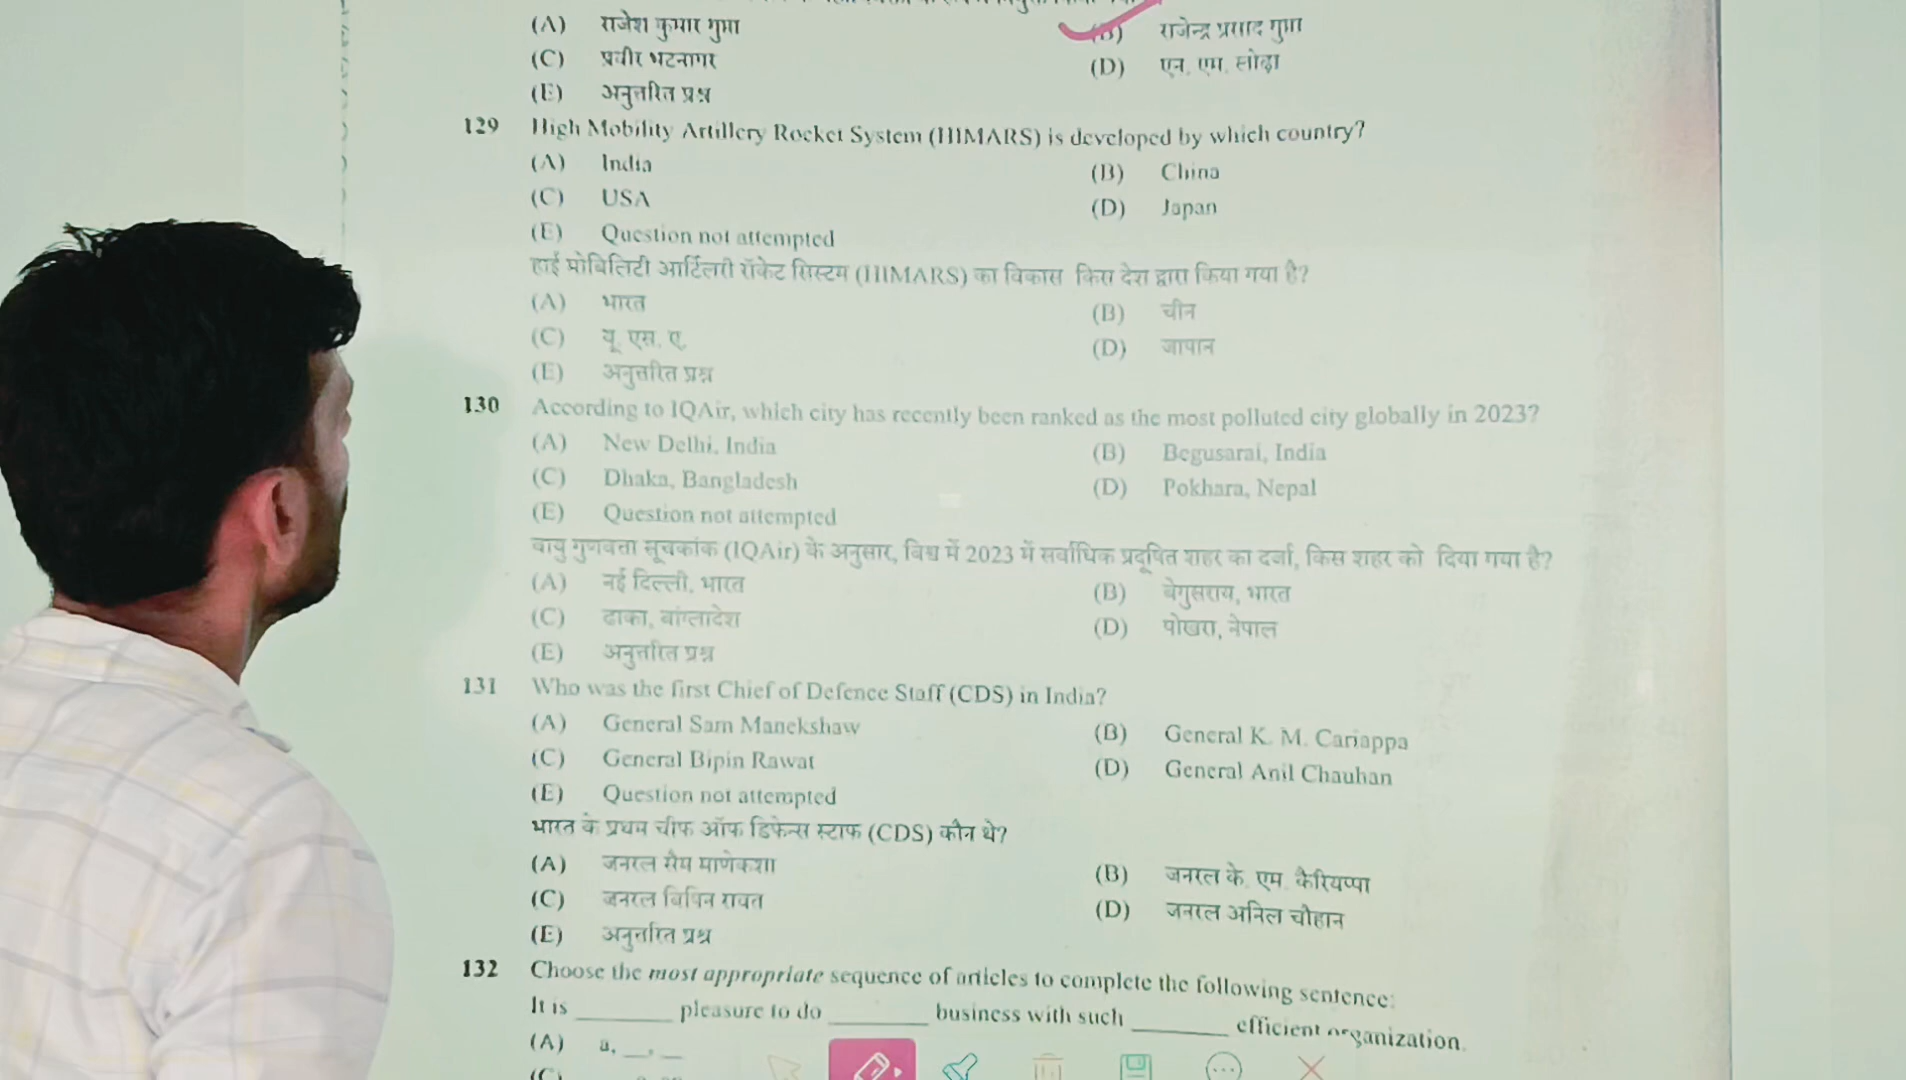 (A) राजेश कुमार गुप्ता (B) राजेन्द्र प्रसाद गुप्ता
(C) प्रवीर भटनागर (D) एन. एम. लोढ़ा
(E) अनुत्तरित प्रश्न
129 High Mobility Artillery Rocket System (HIMARS) is developed by which country?
(A) India (B) China
(C) USA (D) Japan
(E) Question not attempted
हाई मोबिलिटी आर्टिलरी रॉकेट सिस्टम (HIMARS) का विकास किस देश द्वारा किया गया है?
(A) भारत (B) चीन
(C) यू. एस. ए. (D) जापान
(E) अनुत्तरित प्रश्न
130 According to IQAir, which city has recently been ranked as the most polluted city globally in 2023?
(A) New Delhi, India (B) Begusarai, India
(C) Dhaka, Bangladesh (D) Pokhara, Nepal
(E) Question not attempted
वायु गुणवत्ता सूचकांक (IQAir) के अनुसार, विश्व में 2023 में सर्वाधिक प्रदूषित शहर का दर्जा, किस शहर को दिया गया है?
(A) नई दिल्ली, भारत (B) बेगुसराय, भारत
(C) ढाका, बांग्लादेश (D) पोखरा, नेपाल
(E) अनुत्तरित प्रश्न
131 Who was the first Chief of Defence Staff (CDS) in India?
(A) General Sam Manekshaw (B) General K. M. Cariappa
(C) General Bipin Rawat (D) General Anil Chauhan
(E) Question not attempted
भारत के प्रथम चीफ ऑफ डिफेन्स स्टाफ (CDS) कौन थे?
(A) जनरल सैम माणेकशा (B) जनरल के. एम. कैरियप्पा
(C) जनरल बिपिन रावत (D) जनरल अनिल चौहान
(E) अनुत्तरित प्रश्न
132 Choose the most appropriate sequence of articles to complete the following sentence:
It is ________ pleasure to do ________ business with such ________ efficient organization.
(A) a, __, __
(C)